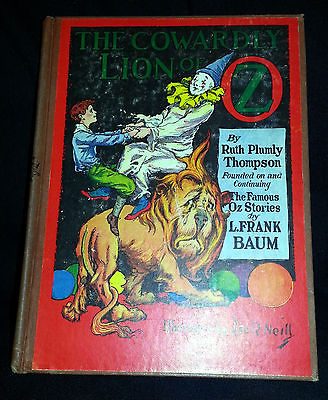 THE COWARDLY
LION OF OZ
By
Ruth Plumly
Thompson
Founded on and
Continuing
The Famous
Oz Stories
by
L. FRANK
BAUM
Neill